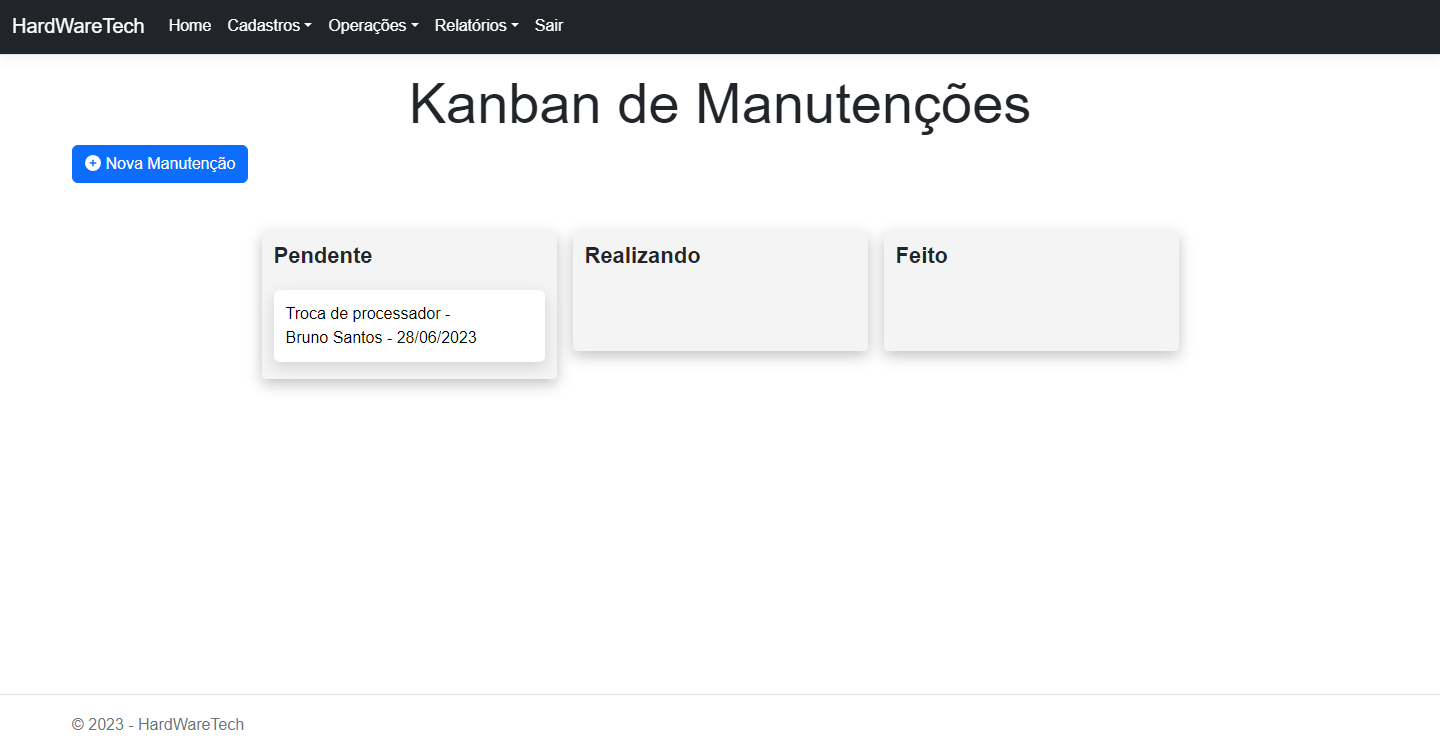 HardWareTech Home Cadastros Operações Relatórios Sair
Kanban de Manutenções
Nova Manutenção
Pendente
Troca de processador -
Bruno Santos - 28/06/2023
Realizando
Feito
© 2023 - HardWareTech